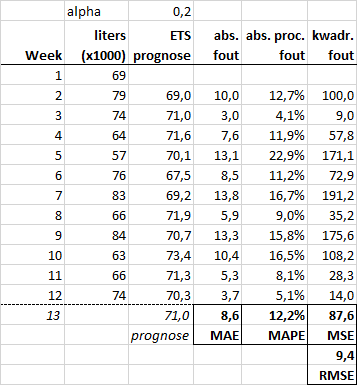 alpha 0,2
liters ETS abs. abs. proc. kwadr.
Week (x1000) prognose fout fout fout
1 69
2 79 69,0 10,0 12,7% 100,0
3 74 71,0 3,0 4,1% 9,0
4 64 71,6 7,6 11,9% 57,8
5 57 70,1 13,1 22,9% 171,1
6 76 67,5 8,5 11,2% 72,9
7 83 69,2 13,8 16,7% 191,2
8 66 71,9 5,9 9,0% 35,2
9 84 70,7 13,3 15,8% 175,6
10 63 73,4 10,4 16,5% 108,2
11 66 71,3 5,3 8,1% 28,3
12 74 70,3 3,7 5,1% 14,0
13 71,0 8,6 12,2% 87,6
prognose MAE MAPE MSE
9,4
RMSE